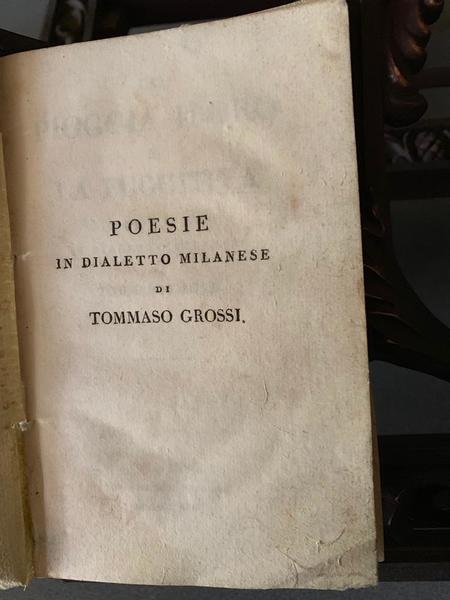 POESIE
IN DIALETTO MILANESE
DI
TOMMASO GROSSI.